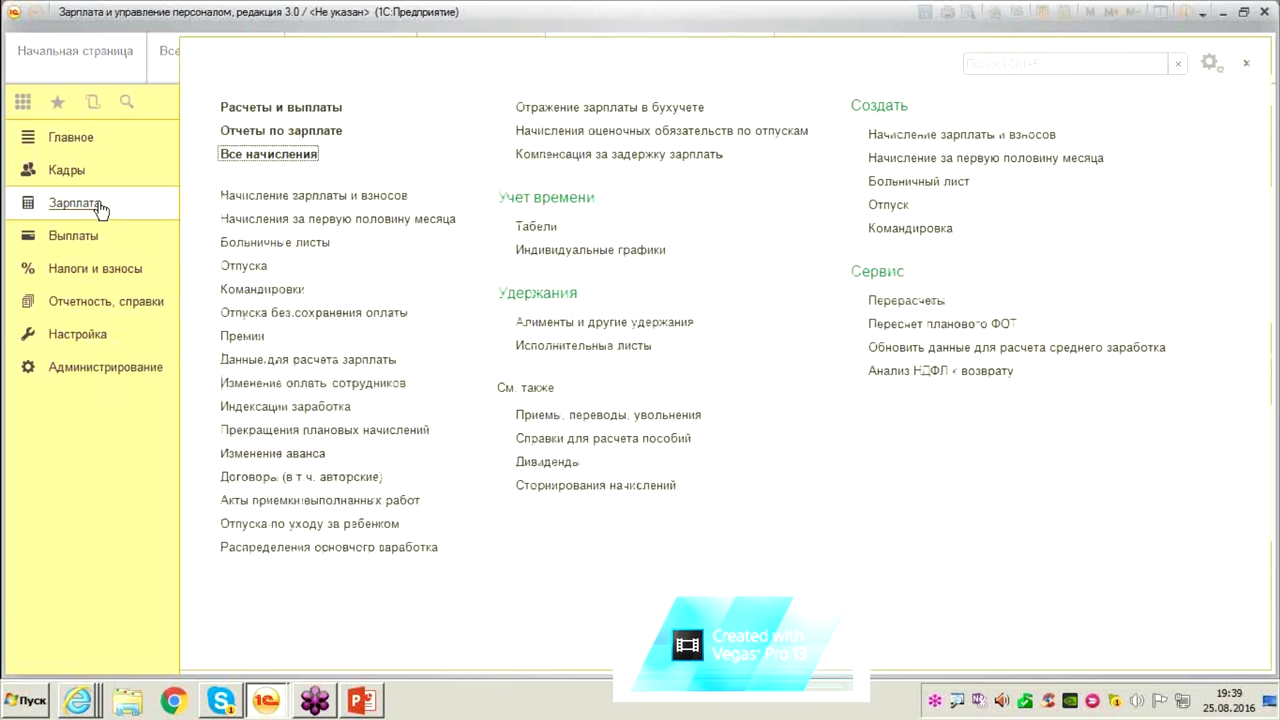 Зарплата и управление персоналом, редакция 3.0 / <Не указан> (1С:Предприятие)
M M+ M-
Начальная страница
Все
Поиск (Ctrl+F)
Главное
Кадры
Зарплата
Выплаты
Налоги и взносы
Отчетность, справки
Настройка
Администрирование
Расчеты и выплаты
Отчеты по зарплате
Все начисления
Начисление зарплаты и взносов
Начисления за первую половину месяца
Больничные листы
Отпуска
Командировки
Отпуска без сохранения оплаты
Премии
Данные для расчета зарплаты
Изменение оплаты сотрудников
Индексации заработка
Прекращения плановых начислений
Изменение аванса
Договоры (в т.ч. авторские)
Акты приемки выполнанных работ
Отпуска по уходу за ребенком
Распределения основного заработка
Отражение зарплаты в бухучете
Начисления оценочных обязательств по отпускам
Компенсация за задержку зарплаты
Учет времени
Табели
Индивидуальные графики
Удержания
Алименты и другие удержания
Исполнительные листы
См. также
Приемы, переводы, увольнения
Справки для расчета пособий
Дивиденды
Сторнирования начислений
Создать
Начисление зарплаты и взносов
Начисление за первую половину месяца
Больничный лист
Отпуск
Командировка
Сервис
Перерасчеты
Пересчет планового ФОТ
Обновить данные для расчета среднего заработка
Анализ НДФЛ к возврату
Created with
Vegas Pro 13
Пуск
19:39
25.08.2016